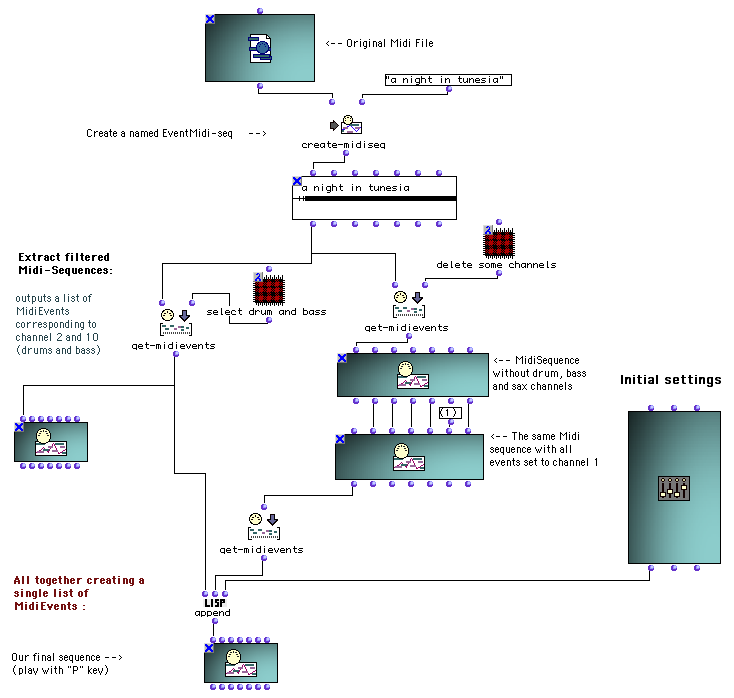 <-- Original Midi File
"a night in tunesia"
Create a named EventMidi-seq -->
create-midiseq
a night in tunesia
Extract filtered
Midi-Sequences:
delete some channels
outputs a list of
MidiEvents
corresponding to
channel 2 and 10
(drums and bass)
select drum and bass
get-midievents
get-midievents
<-- MidiSequence
without drum, bass
and sax channels
Initial settings
(1)
<-- The same Midi
sequence with all
events set to channel 1
get-midievents
All together creating a
single list of
MidiEvents :
LISP
append
Our final sequence -->
(play with "P" key)